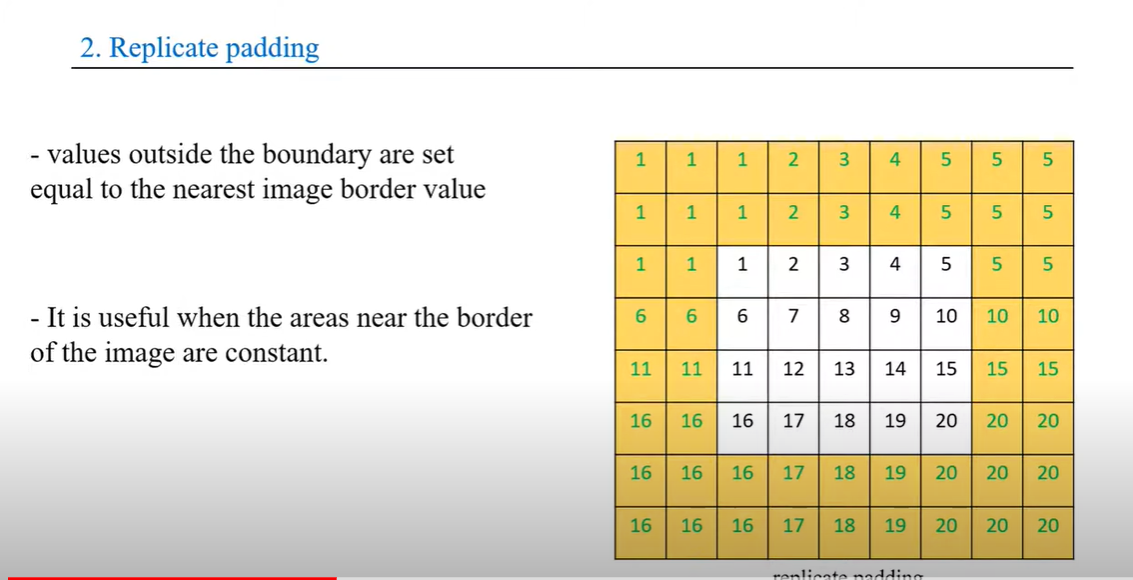 2. Replicate padding
- values outside the boundary are set
equal to the nearest image border value
- It is useful when the areas near the border
of the image are constant.
1 1 1 2 3 4 5 5 5
1 1 1 2 3 4 5 5 5
1 1 1 2 3 4 5 5 5
6 6 6 7 8 9 10 10 10
11 11 11 12 13 14 15 15 15
16 16 16 17 18 19 20 20 20
16 16 16 17 18 19 20 20 20
16 16 16 17 18 19 20 20 20
replicate padding